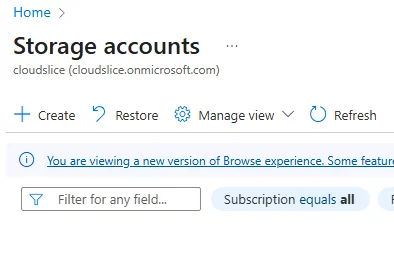 Home >
Storage accounts ...
cloudslice (cloudslice.onmicrosoft.com)
+ Create Restore Manage view Refresh
You are viewing a new version of Browse experience. Some feature
Filter for any field... Subscription equals all